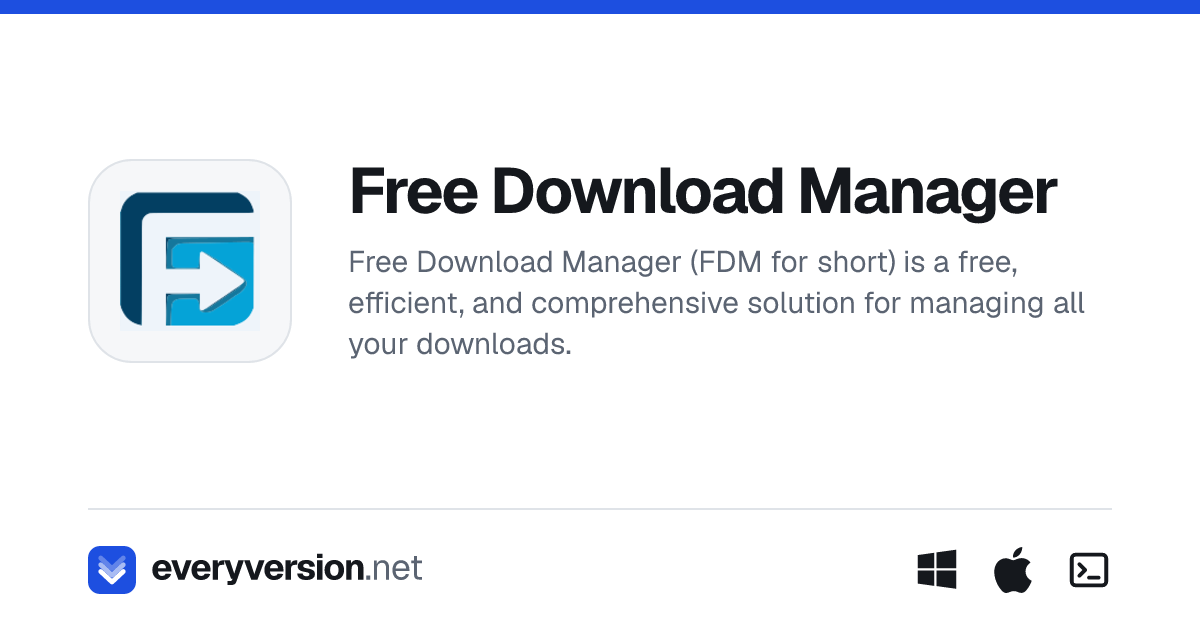 Free Download Manager
Free Download Manager (FDM for short) is a free,
efficient, and comprehensive solution for managing all
your downloads.
everyversion.net